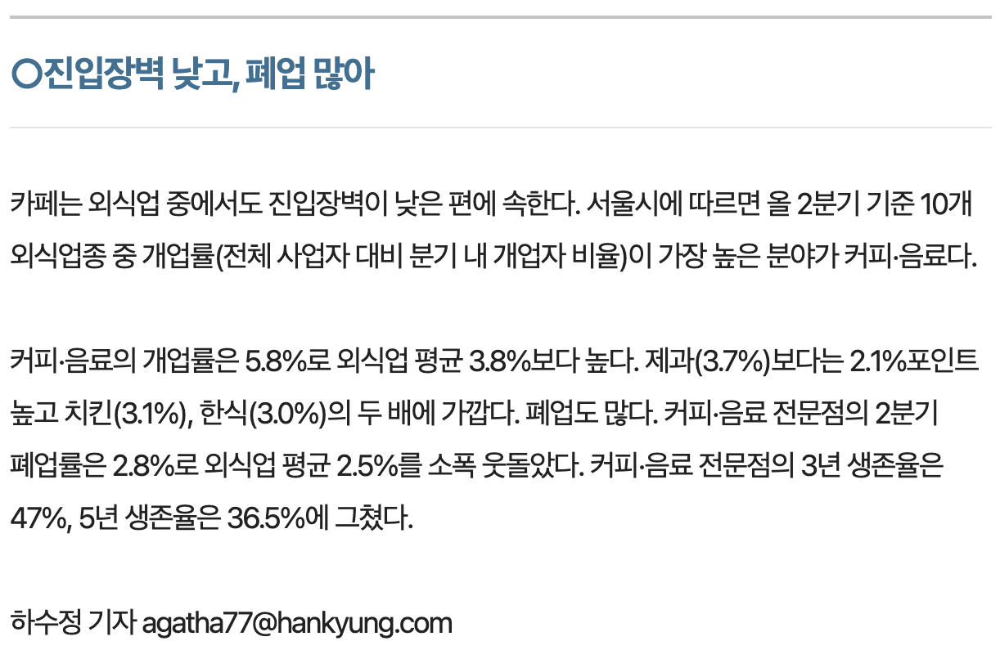 ○진입장벽 낮고, 폐업 많아
카페는 외식업 중에서도 진입장벽이 낮은 편에 속한다. 서울시에 따르면 올 2분기 기준 10개
외식업종 중 개업률(전체 사업자 대비 분기 내 개업자 비율)이 가장 높은 분야가 커피·음료다.
커피·음료의 개업률은 5.8%로 외식업 평균 3.8%보다 높다. 제과(3.7%)보다는 2.1%포인트
높고 치킨(3.1%), 한식(3.0%)의 두 배에 가깝다. 폐업도 많다. 커피·음료 전문점의 2분기
폐업률은 2.8%로 외식업 평균 2.5%를 소폭 웃돌았다. 커피·음료 전문점의 3년 생존율은
47%, 5년 생존율은 36.5%에 그쳤다.
하수정 기자 agatha77@hankyung.com